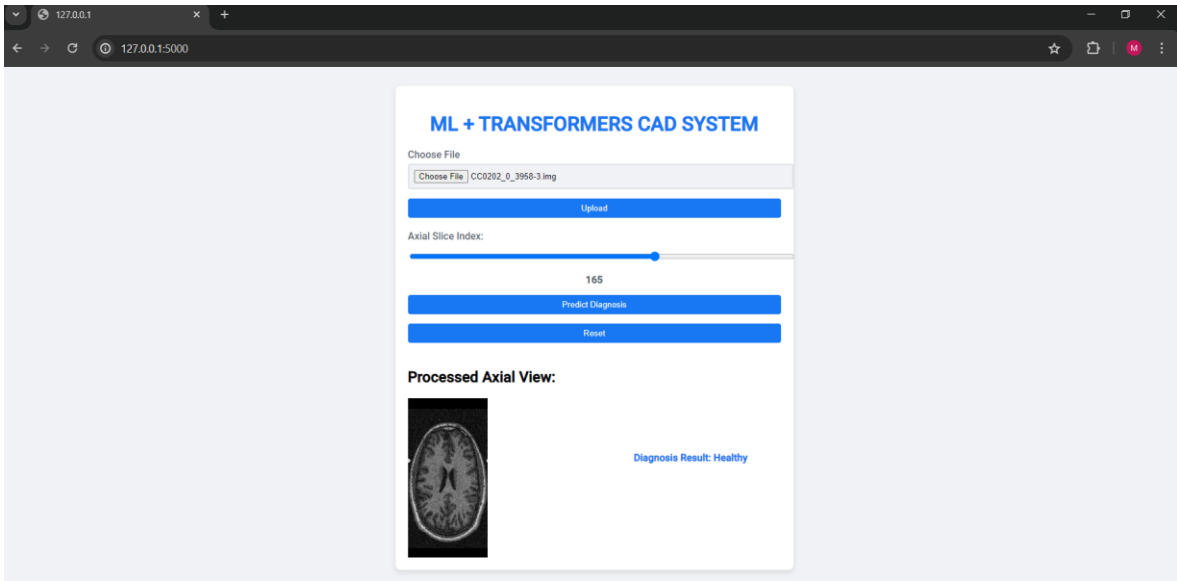 127.0.0.1
127.0.0.1:5000
M
ML + TRANSFORMERS CAD SYSTEM
Choose File
Choose File CC0202_0_3958-3.img
Upload
Axial Slice Index:
165
Predict Diagnosis
Reset
Processed Axial View:
Diagnosis Result: Healthy